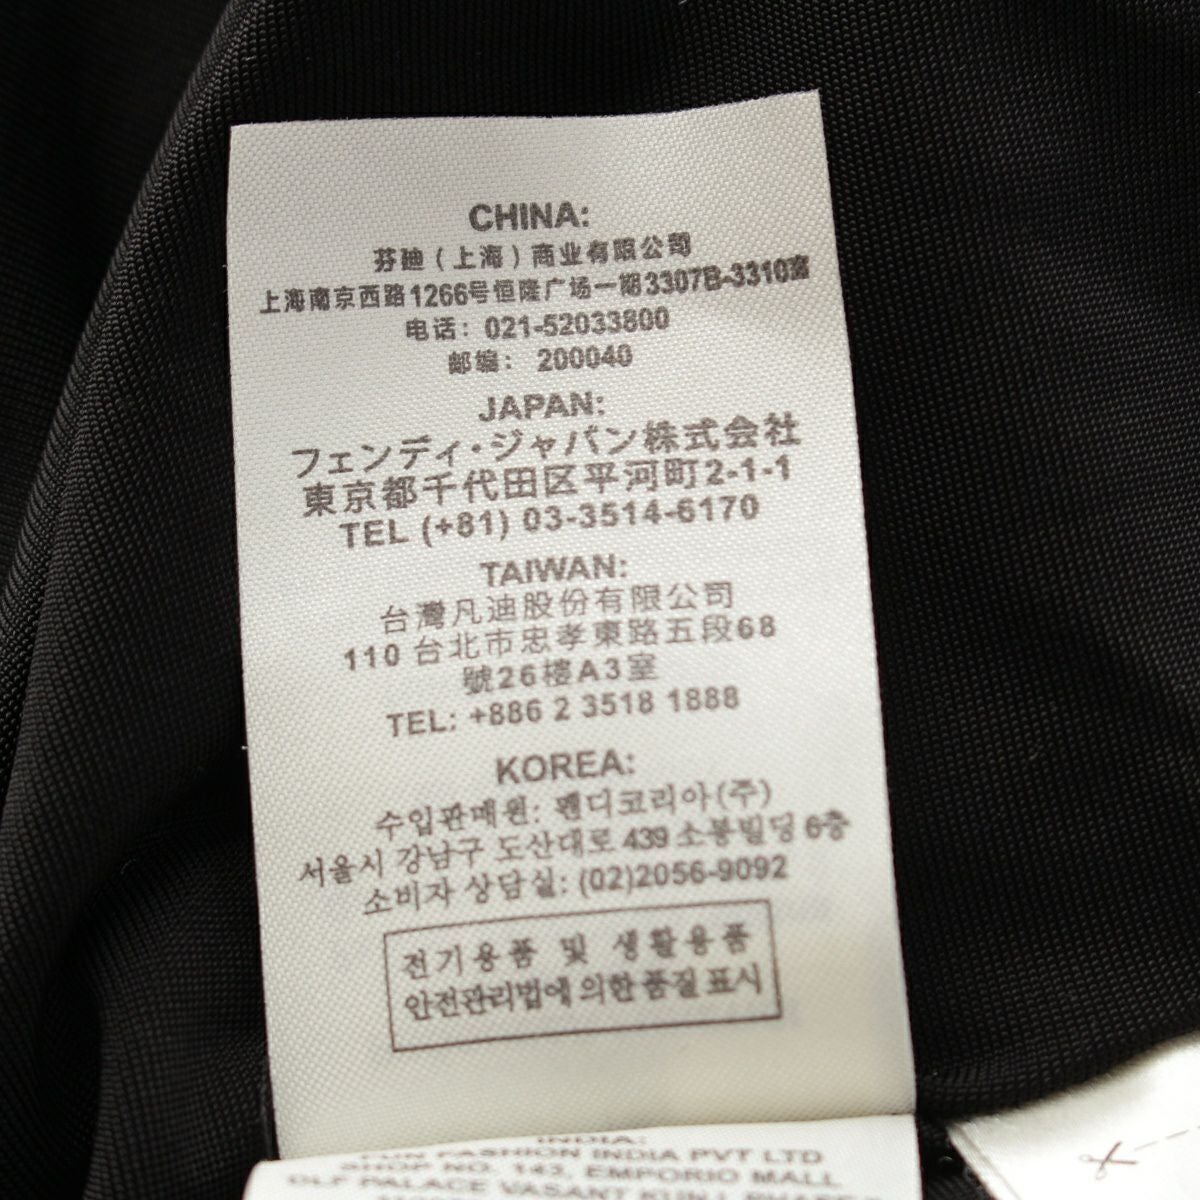 CHINA:
芬迪（上海）商业有限公司
上海南京西路1266号恒隆广场一期3307B-3310室
电话：021-52033800
邮编：200040
JAPAN:
フェンディ・ジャパン株式会社
東京都千代田区平河町2-1-1
TEL (+81) 03-3514-6170
TAIWAN:
台灣凡迪股份有限公司
110 台北市忠孝東路五段68
號26樓A3室
TEL: +886 2 3518 1888
KOREA:
수입판매원: 펜디코리아(주)
서울시 강남구 도산대로 439 소봉빌딩 6층
소비자 상담실: (02)2056-9092
전기용품 및 생활용품
안전관리법에 의한 품질표시
INDIA:
FUN FASHION INDIA PVT LTD
SHOP NO. 143, EMPORIO MALL
DLF PALACE VASANT KUNJ